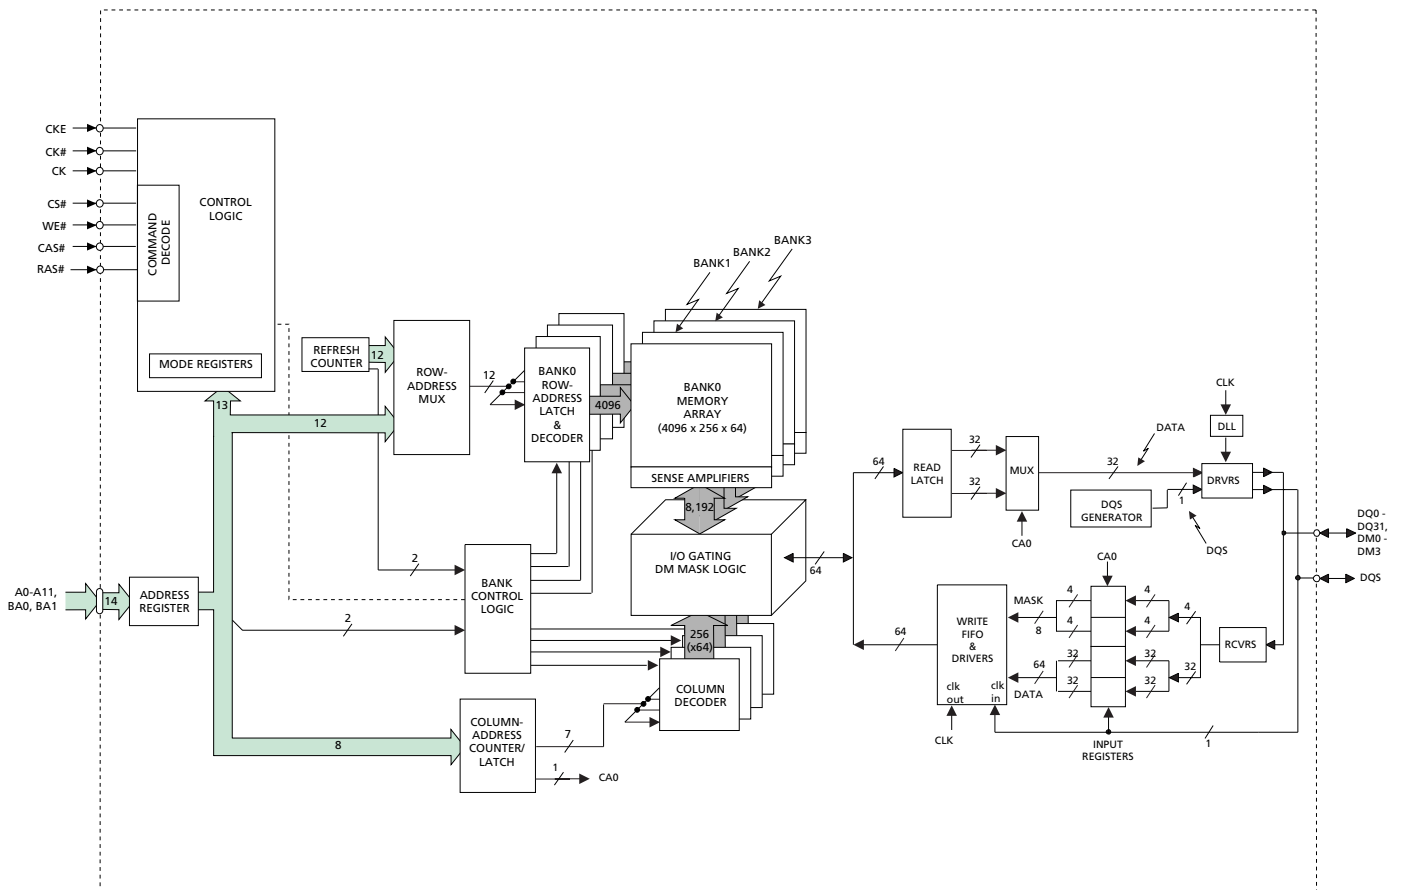 CKE
CK#
CK
CS#
WE#
CAS#
RAS#
COMMAND
DECODE
CONTROL
LOGIC
MODE REGISTERS
13
REFRESH
COUNTER
12
12
ROW-
ADDRESS
MUX
12
BANK0
ROW-
ADDRESS
LATCH
&
DECODER
4096
BANK1
BANK2
BANK3
BANK0
MEMORY
ARRAY
(4096 x 256 x 64)
SENSE AMPLIFIERS
8,192
I/O GATING
DM MASK LOGIC
64
A0-A11,
BA0, BA1
14
ADDRESS
REGISTER
2
2
BANK
CONTROL
LOGIC
256
(x64)
COLUMN
DECODER
8
COLUMN-
ADDRESS
COUNTER/
LATCH
7
1
CA0
64
READ
LATCH
32
32
MUX
CA0
32
DATA
CLK
DLL
DRVRS
DQS
GENERATOR
1
DQS
DQ0 -
DQ31,
DM0 -
DM3
DQS
64
WRITE
FIFO
&
DRIVERS
clk
out
clk
in
CLK
MASK
8
64
DATA
CA0
4
4
32
32
4
4
32
32
4
32
RCVRS
INPUT
REGISTERS
1